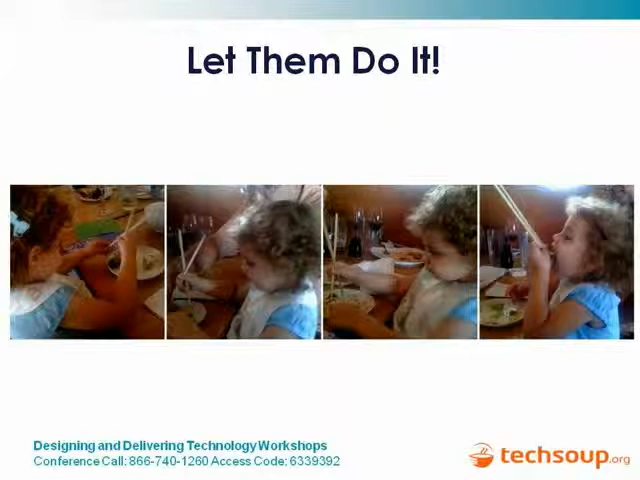 Let Them Do It!
Designing and Delivering Technology Workshops
Conference Call: 866-740-1260 Access Code: 6339392
techsoup.org